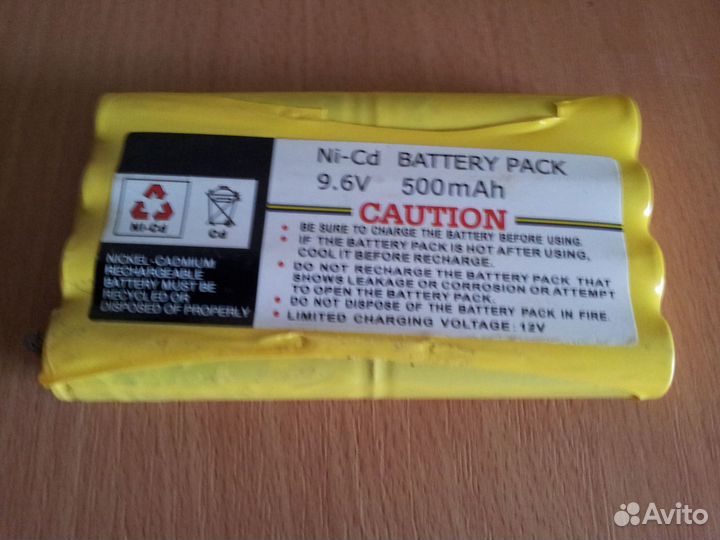 Ni-Cd BATTERY PACK
9.6V 500mAh
CAUTION
• BE SURE TO CHARGE THE BATTERY BEFORE USING.
• IF THE BATTERY PACK IS HOT AFTER USING,
COOL IT BEFORE RECHARGE.
• DO NOT RECHARGE THE BATTERY PACK THAT
SHOWS LEAKAGE OR CORROSION OR ATTEMPT
TO OPEN THE BATTERY PACK.
• DO NOT DISPOSE OF THE BATTERY PACK IN FIRE.
• LIMITED CHARGING VOLTAGE: 12V
Ni-Cd
Cd
NICKEL-CADMIUM
RECHARGEABLE
BATTERY MUST BE
RECYCLED OR
DISPOSED OF PROPERLY
Avito